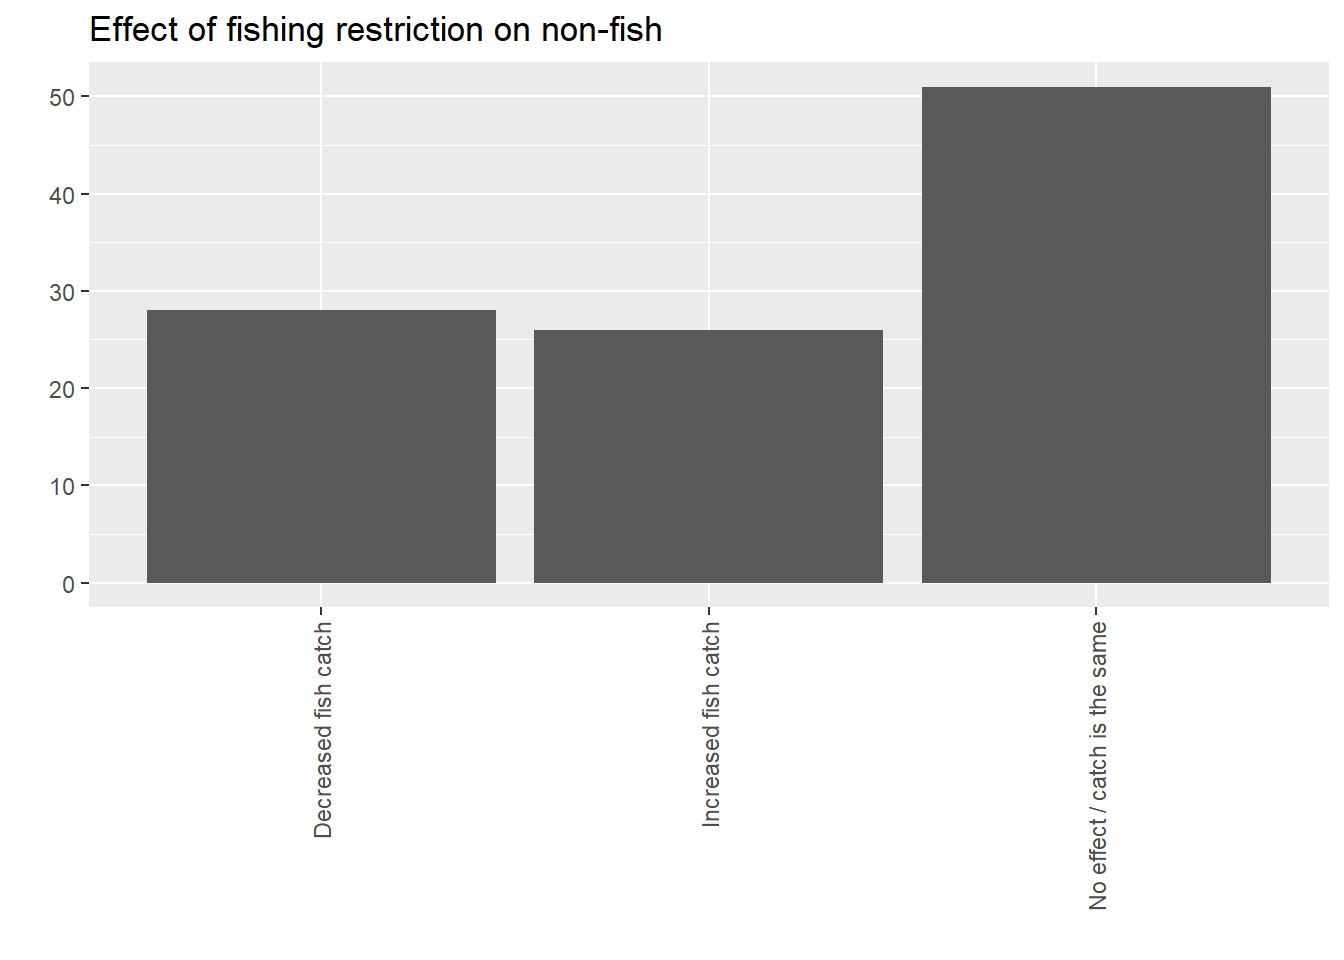 Effect of fishing restriction on non-fish
50
40
30
20
10
0
Decreased fish catch
Increased fish catch
No effect / catch is the same